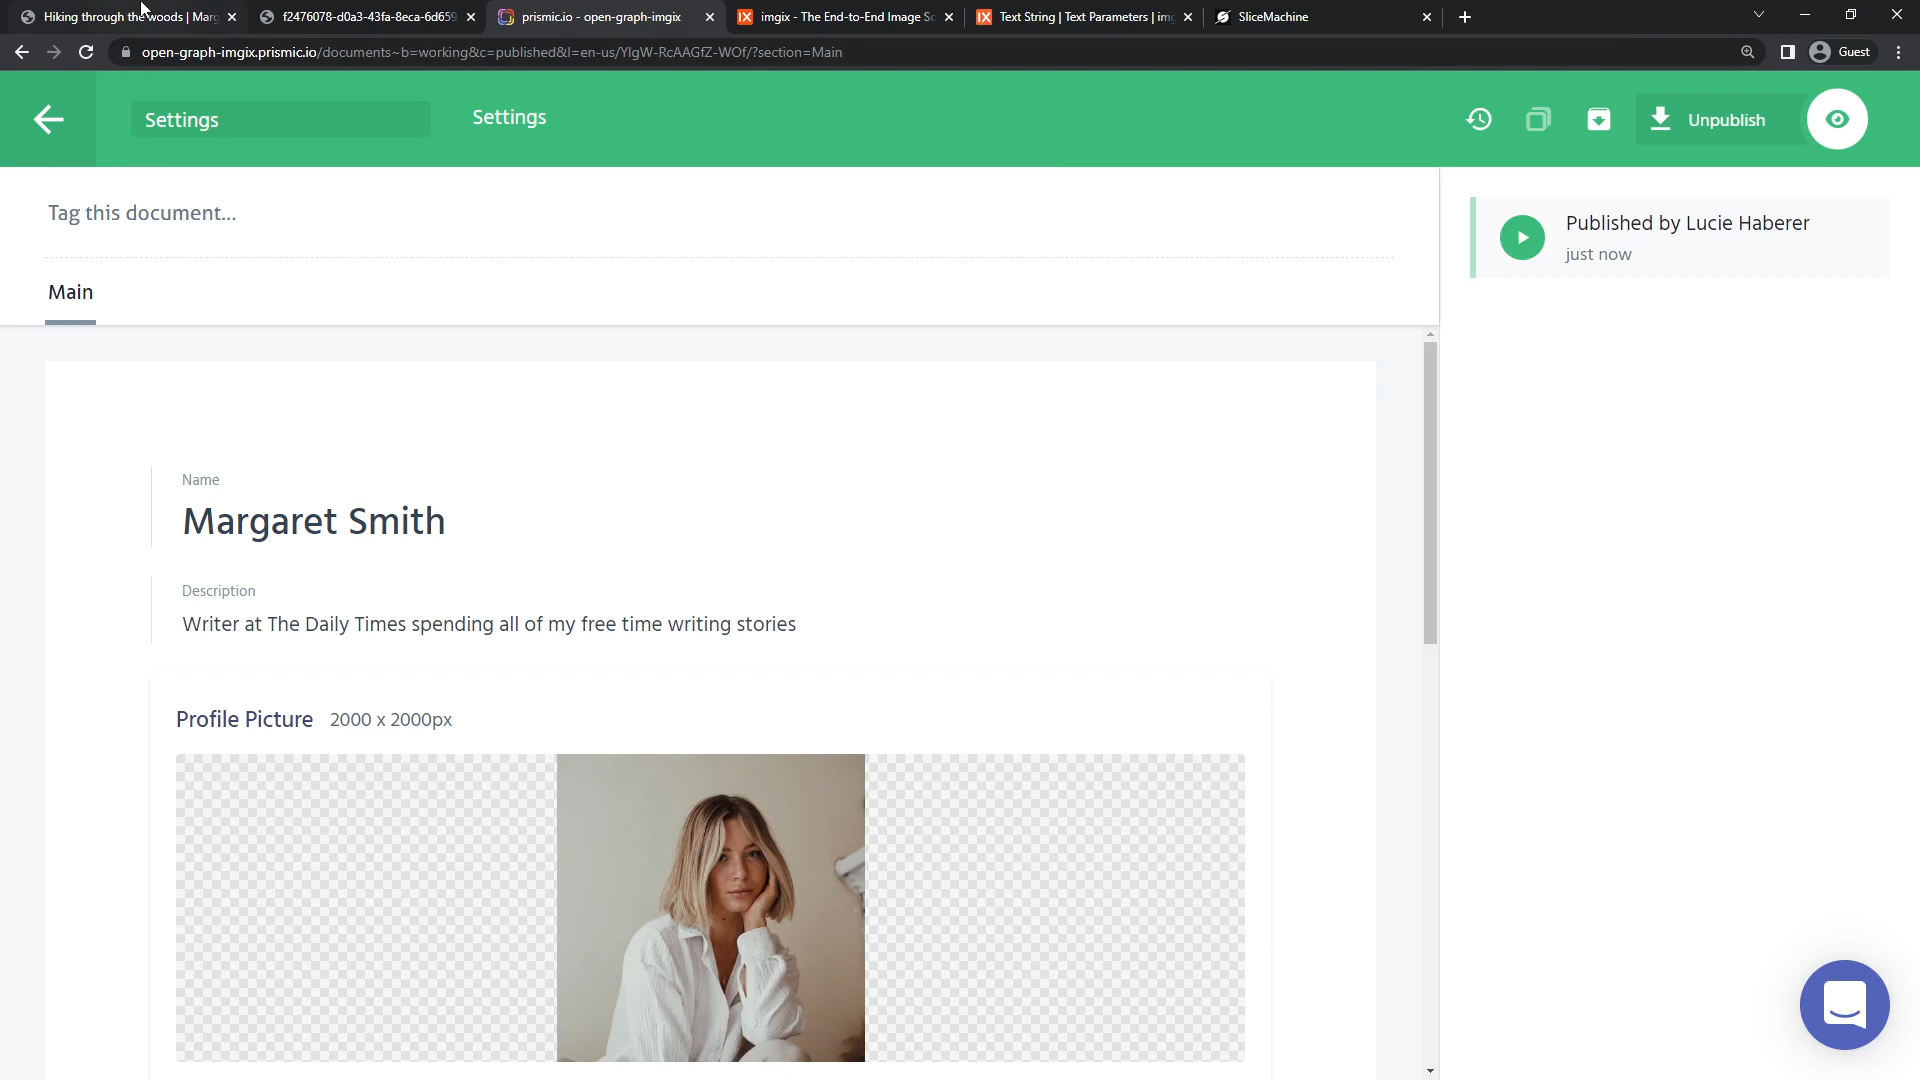 Hiking through the woods | Marg
f2476078-d0a3-43fa-8eca-6d659
prismic.io - open-graph-imgix
imgix - The End-to-End Image So
Text String | Text Parameters | im
SliceMachine
open-graph-imgix.prismic.io/documents~b=working&c=published&l=en-us/YlgW-RcAAGfZ-WOf/?section=Main
Guest
Settings
Settings
Unpublish
Tag this document...
Published by Lucie Haberer
just now
Main
Name
Margaret Smith
Description
Writer at The Daily Times spending all of my free time writing stories
Profile Picture 2000 x 2000px